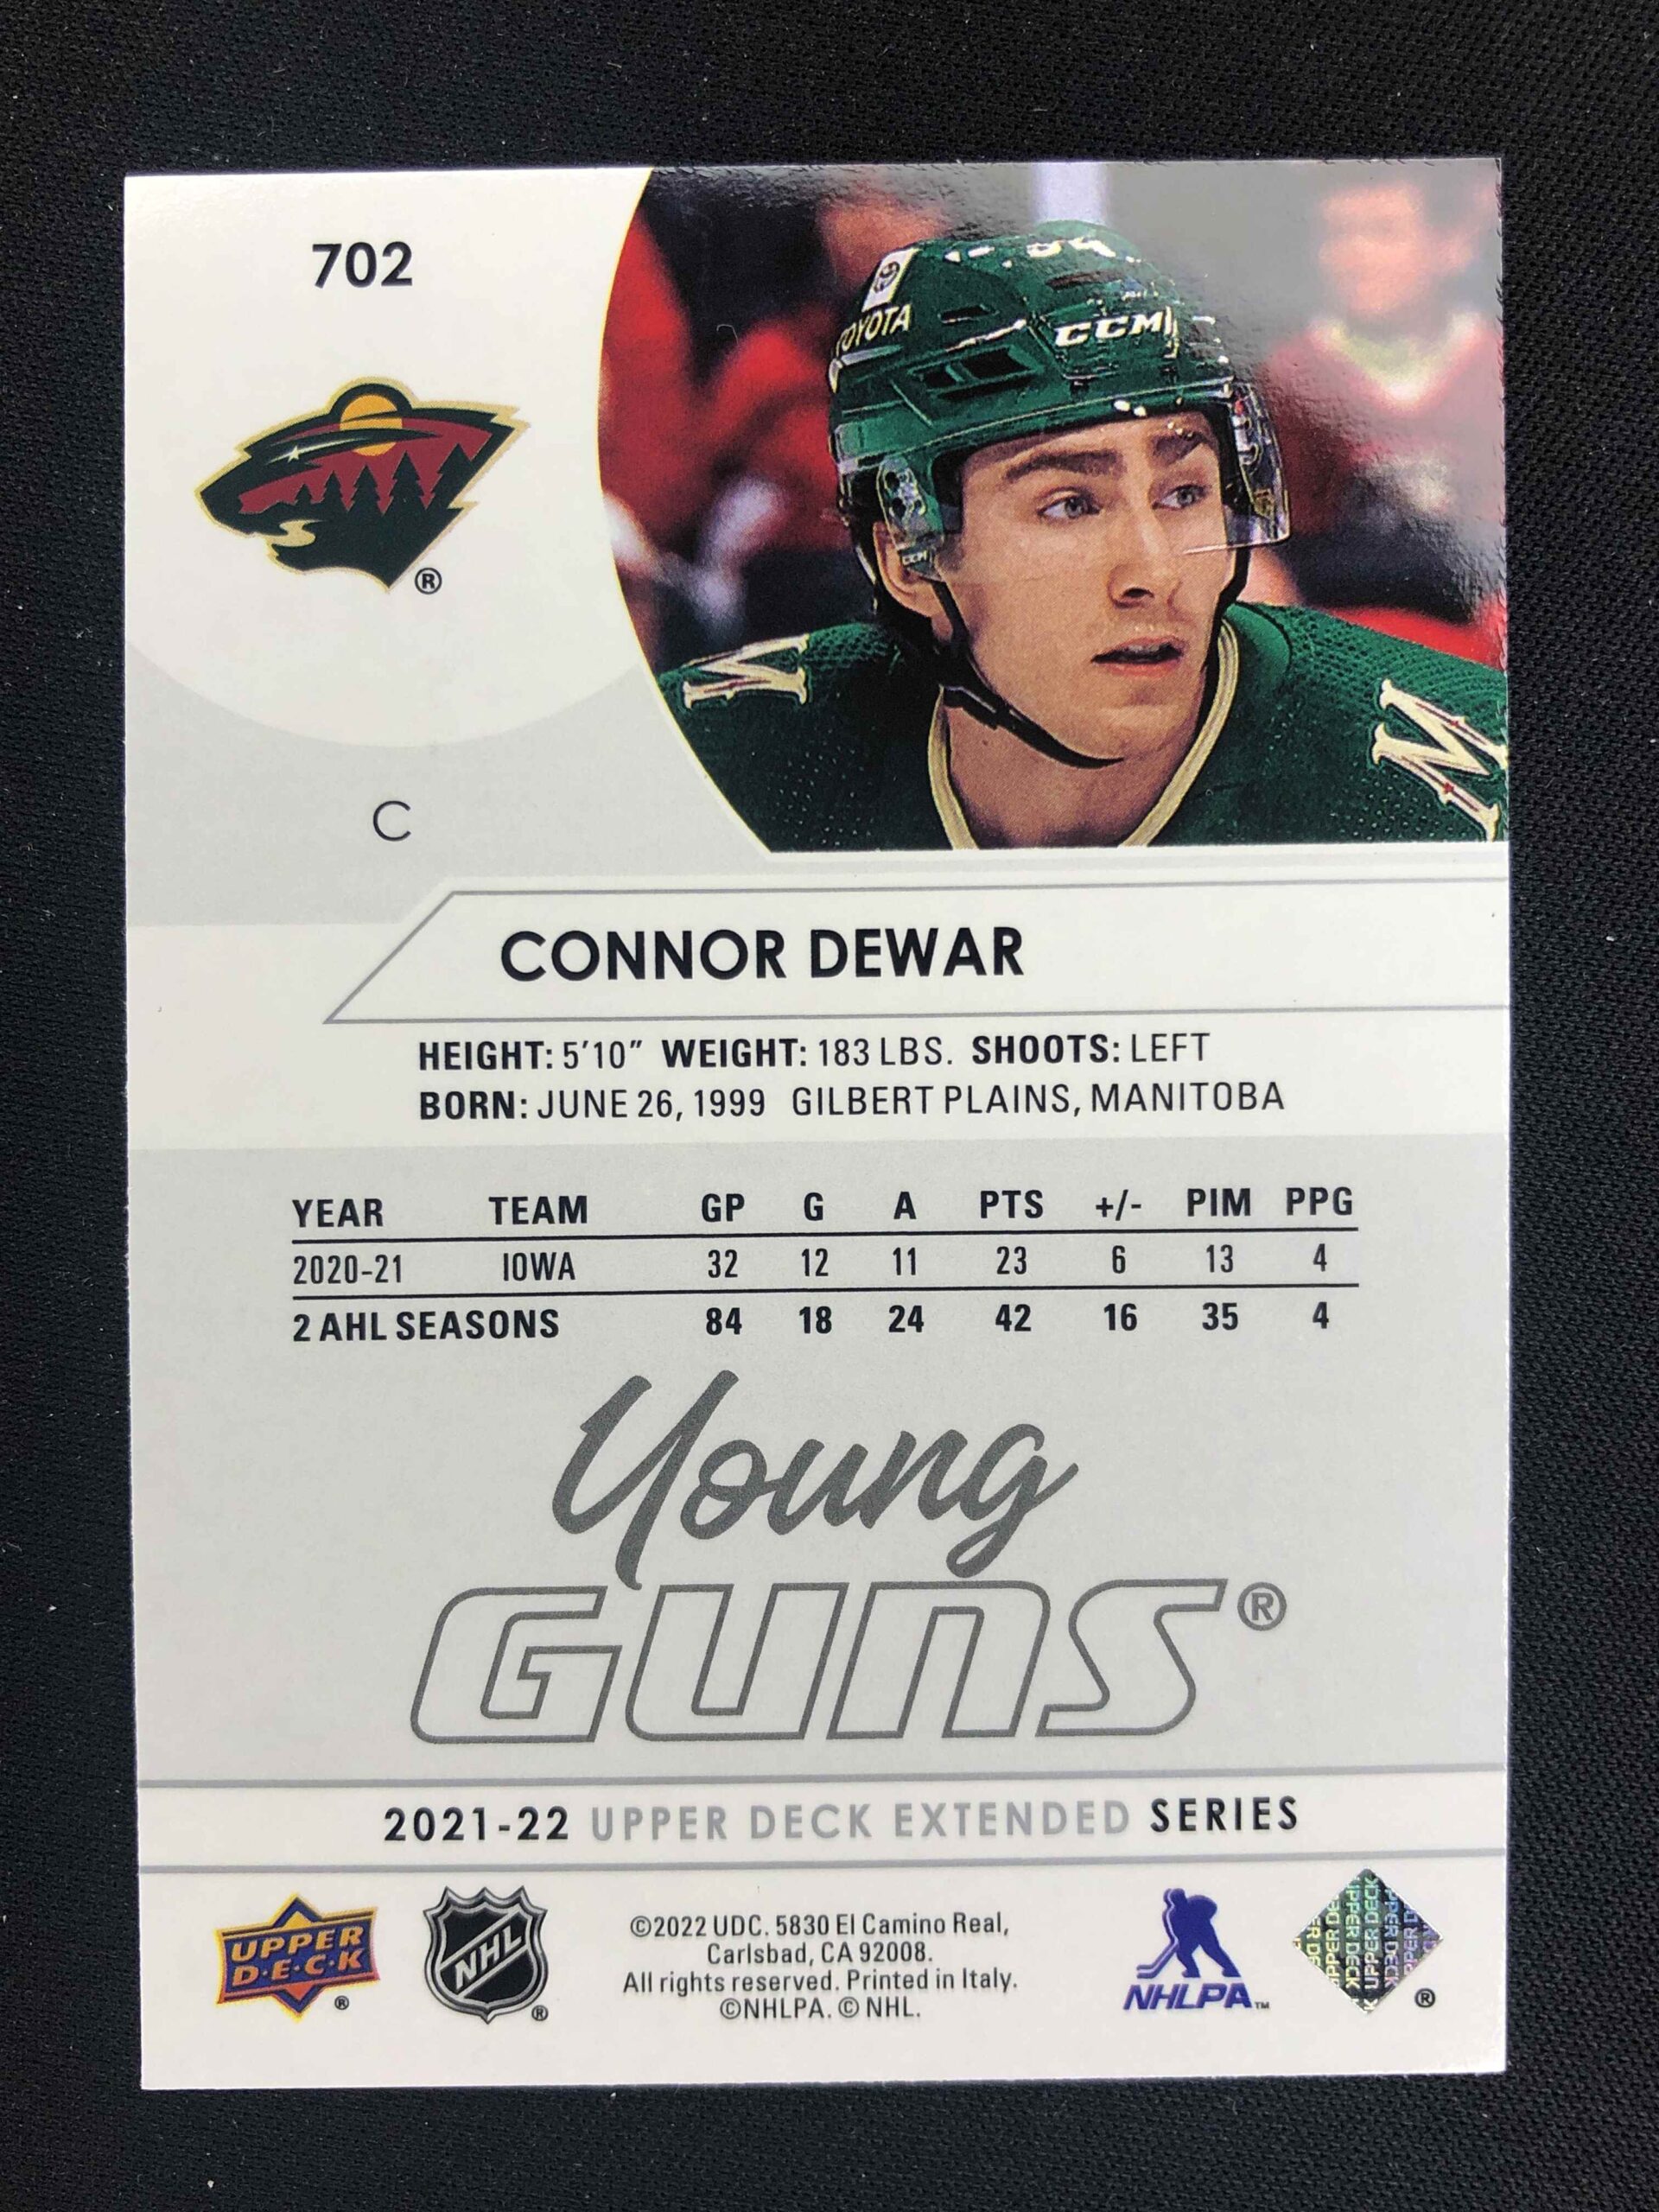 702
TOYOTA
CCM
®
C
CONNOR DEWAR
HEIGHT: 5'10" WEIGHT: 183 LBS. SHOOTS: LEFT
BORN: JUNE 26, 1999 GILBERT PLAINS, MANITOBA
YEAR TEAM GP G A PTS +/- PIM PPG
2020-21 IOWA 32 12 11 23 6 13 4
2 AHL SEASONS 84 18 24 42 16 35 4
Young
GUNS®
2021-22 UPPER DECK EXTENDED SERIES
UPPER
D·E·C·K
®
NHL
®
©2022 UDC. 5830 El Camino Real,
Carlsbad, CA 92008.
All rights reserved. Printed in Italy.
©NHLPA. © NHL.
NHLPA™
UPPER DECK
®